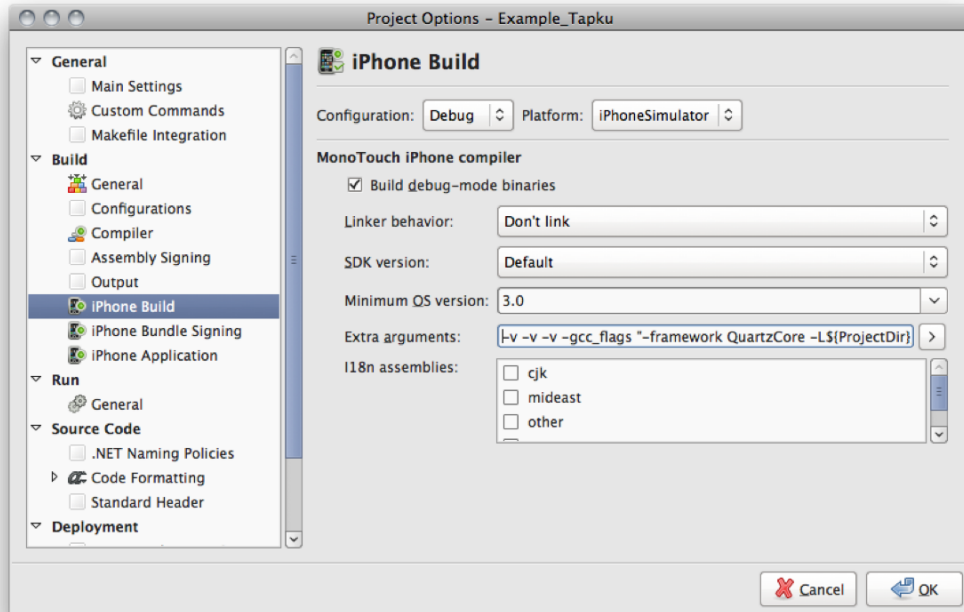 Project Options – Example_Tapku
General
Main Settings
Custom Commands
Makefile Integration
Build
General
Configurations
Compiler
Assembly Signing
Output
iPhone Build
iPhone Bundle Signing
iPhone Application
Run
General
Source Code
.NET Naming Policies
Code Formatting
Standard Header
Deployment
iPhone Build
Configuration: Debug Platform: iPhoneSimulator
MonoTouch iPhone compiler
Build debug-mode binaries
Linker behavior: Don't link
SDK version: Default
Minimum OS version: 3.0
Extra arguments: -v -v -v -gcc_flags "-framework QuartzCore -L${ProjectDir}
I18n assemblies:
cjk
mideast
other
Cancel OK